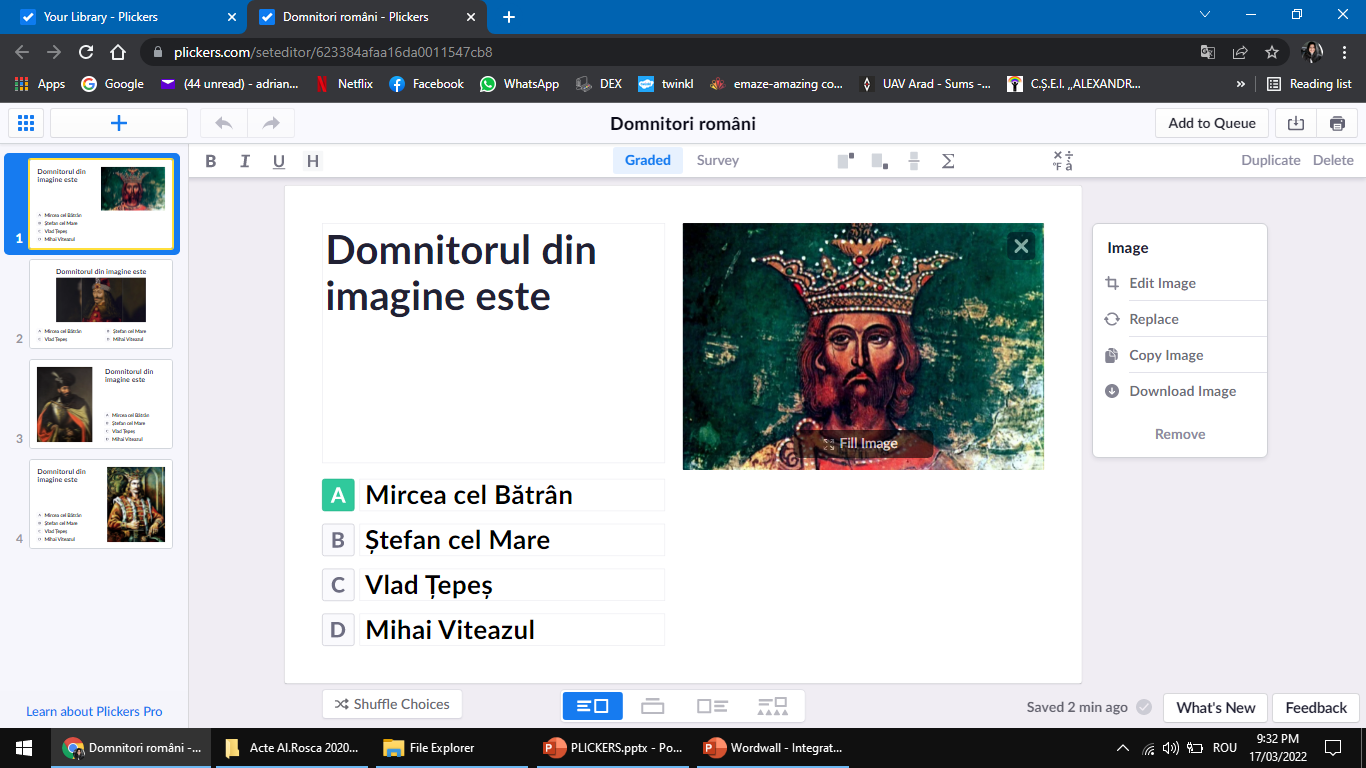 Your Library - Plickers
Domnitori români - Plickers
plickers.com/seteditor/623384afaa16da0011547cb8
Apps
Google
(44 unread) - adrian...
Netflix
Facebook
WhatsApp
DEX
twinkl
emaze-amazing co...
UAV Arad - Sums -...
C.Ș.E.I. „ALEXANDR...
»
Reading list
Domnitori români
Add to Queue
B I U H
Graded
Survey
Duplicate
Delete
1
Domnitorul din
imagine este
A Mircea cel Bătrân
B Ștefan cel Mare
C Vlad Țepeș
D Mihai Viteazul
2
Domnitorul din imagine este
A Mircea cel Bătrân
B Ștefan cel Mare
C Vlad Țepeș
D Mihai Viteazul
3
Domnitorul din
imagine este
A Mircea cel Bătrân
B Ștefan cel Mare
C Vlad Țepeș
D Mihai Viteazul
4
Domnitorul din
imagine este
A Mircea cel Bătrân
B Ștefan cel Mare
C Vlad Țepeș
D Mihai Viteazul
Learn about Plickers Pro
Domnitorul din
imagine este
Fill Image
A Mircea cel Bătrân
B Ștefan cel Mare
C Vlad Țepeș
D Mihai Viteazul
Image
Edit Image
Replace
Copy Image
Download Image
Remove
Shuffle Choices
Saved 2 min ago
What's New
Feedback
Domnitori români -...
Acte Al.Rosca 2020...
File Explorer
PLICKERS.pptx - Po...
Wordwall - Integrat...
ROU
9:32 PM
17/03/2022